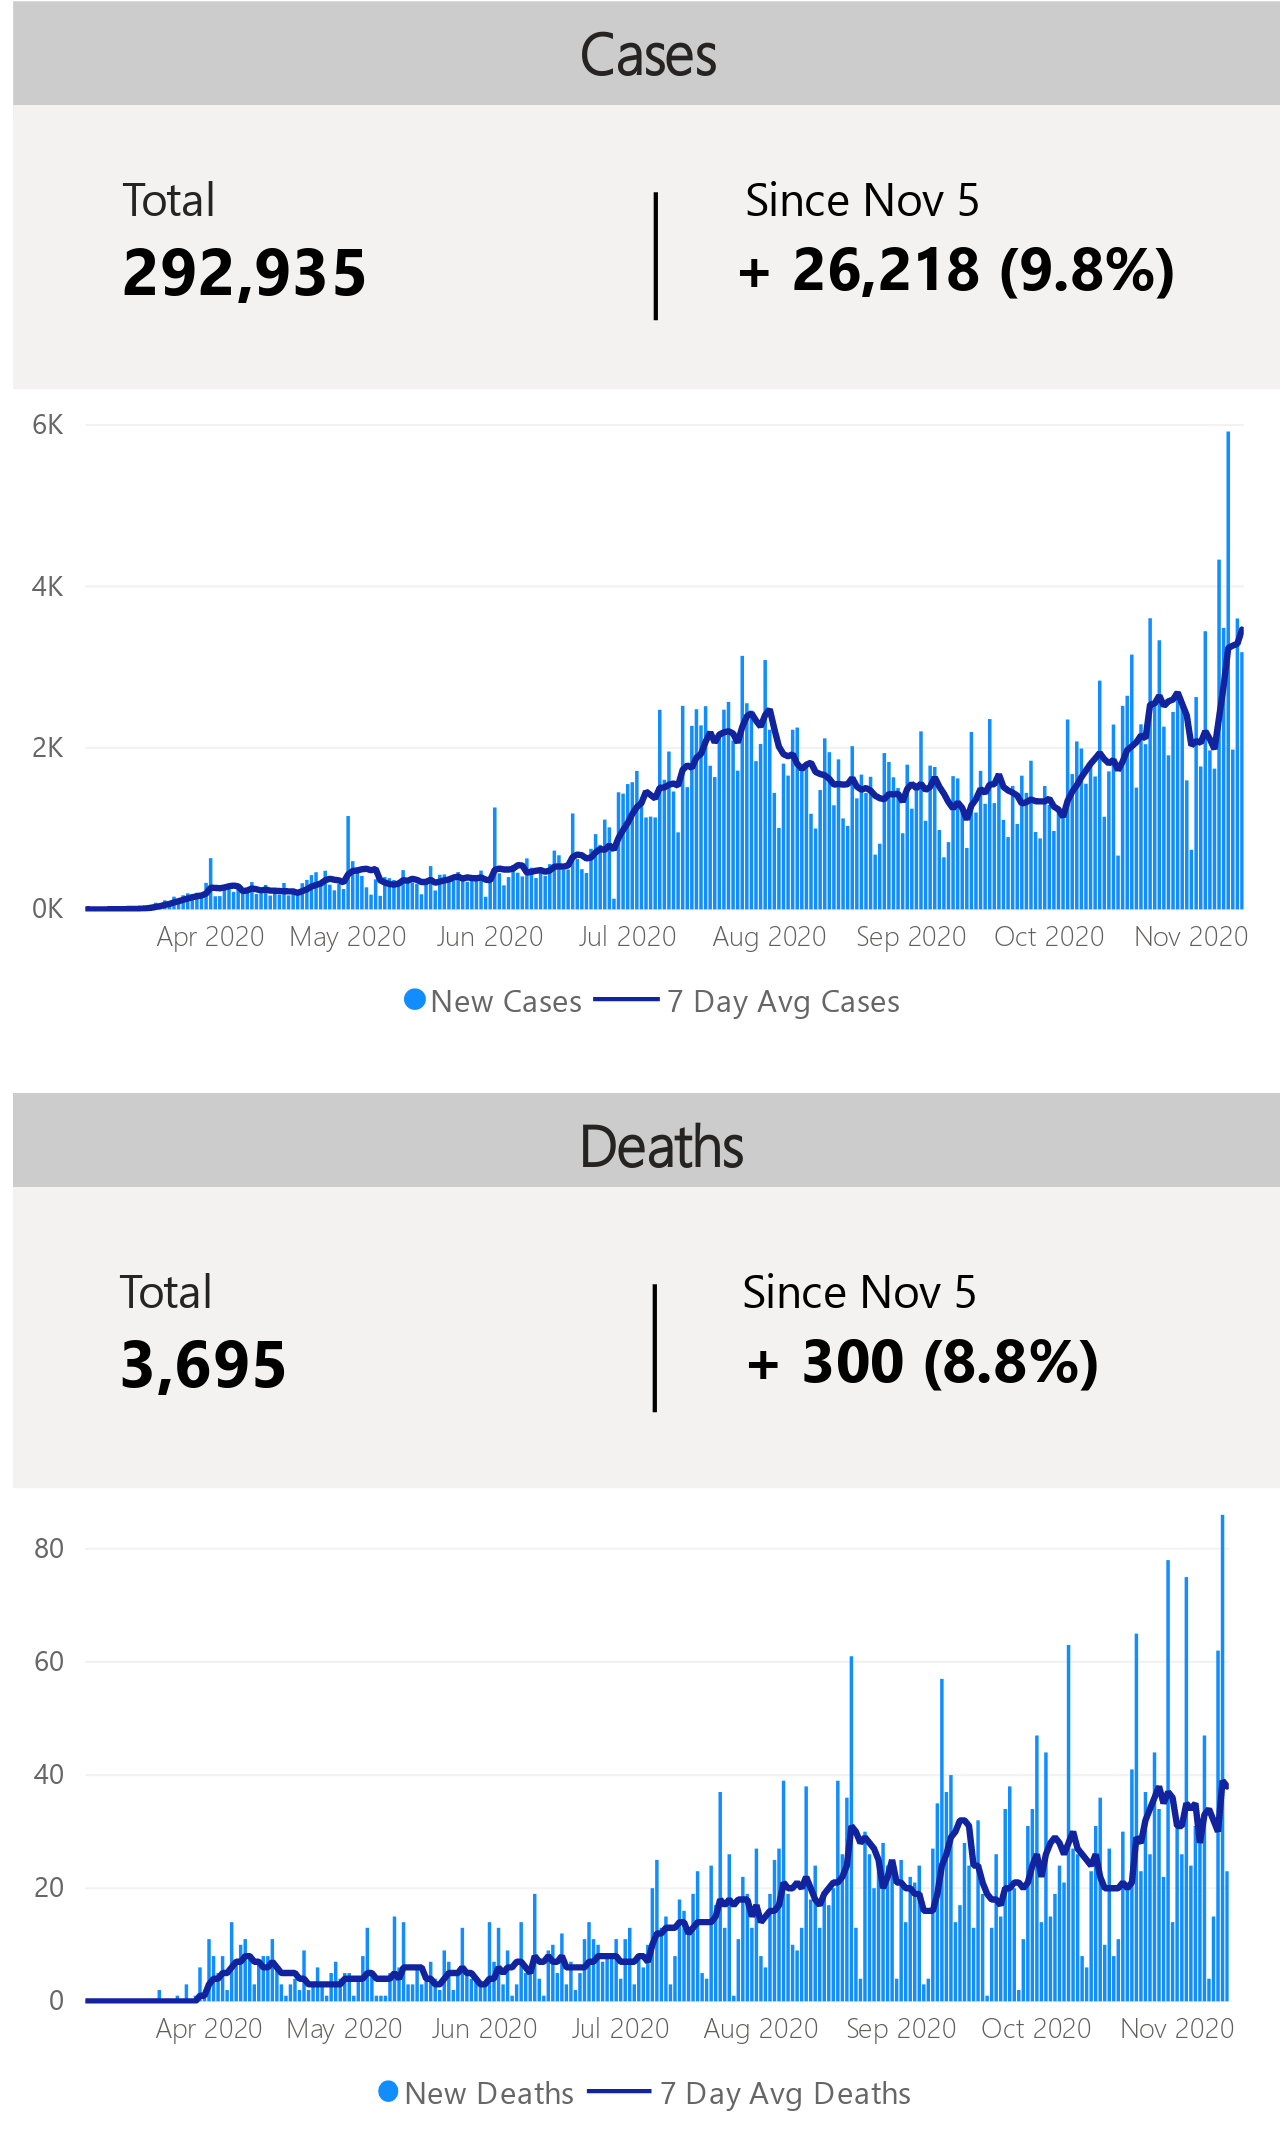 Cases
Total
Since Nov 5
292,935
+ 26,218 (9.8%)
6K
4K
2K
0K
Apr 2020 May 2020 Jun 2020 Jul 2020 Aug 2020 Sep 2020 Oct 2020 Nov 2020
New Cases 7 Day Avg Cases
Deaths
Total
Since Nov 5
3,695
+ 300 (8.8%)
80
60
40
20
0
Apr 2020 May 2020 Jun 2020 Jul 2020 Aug 2020 Sep 2020 Oct 2020 Nov 2020
New Deaths 7 Day Avg Deaths